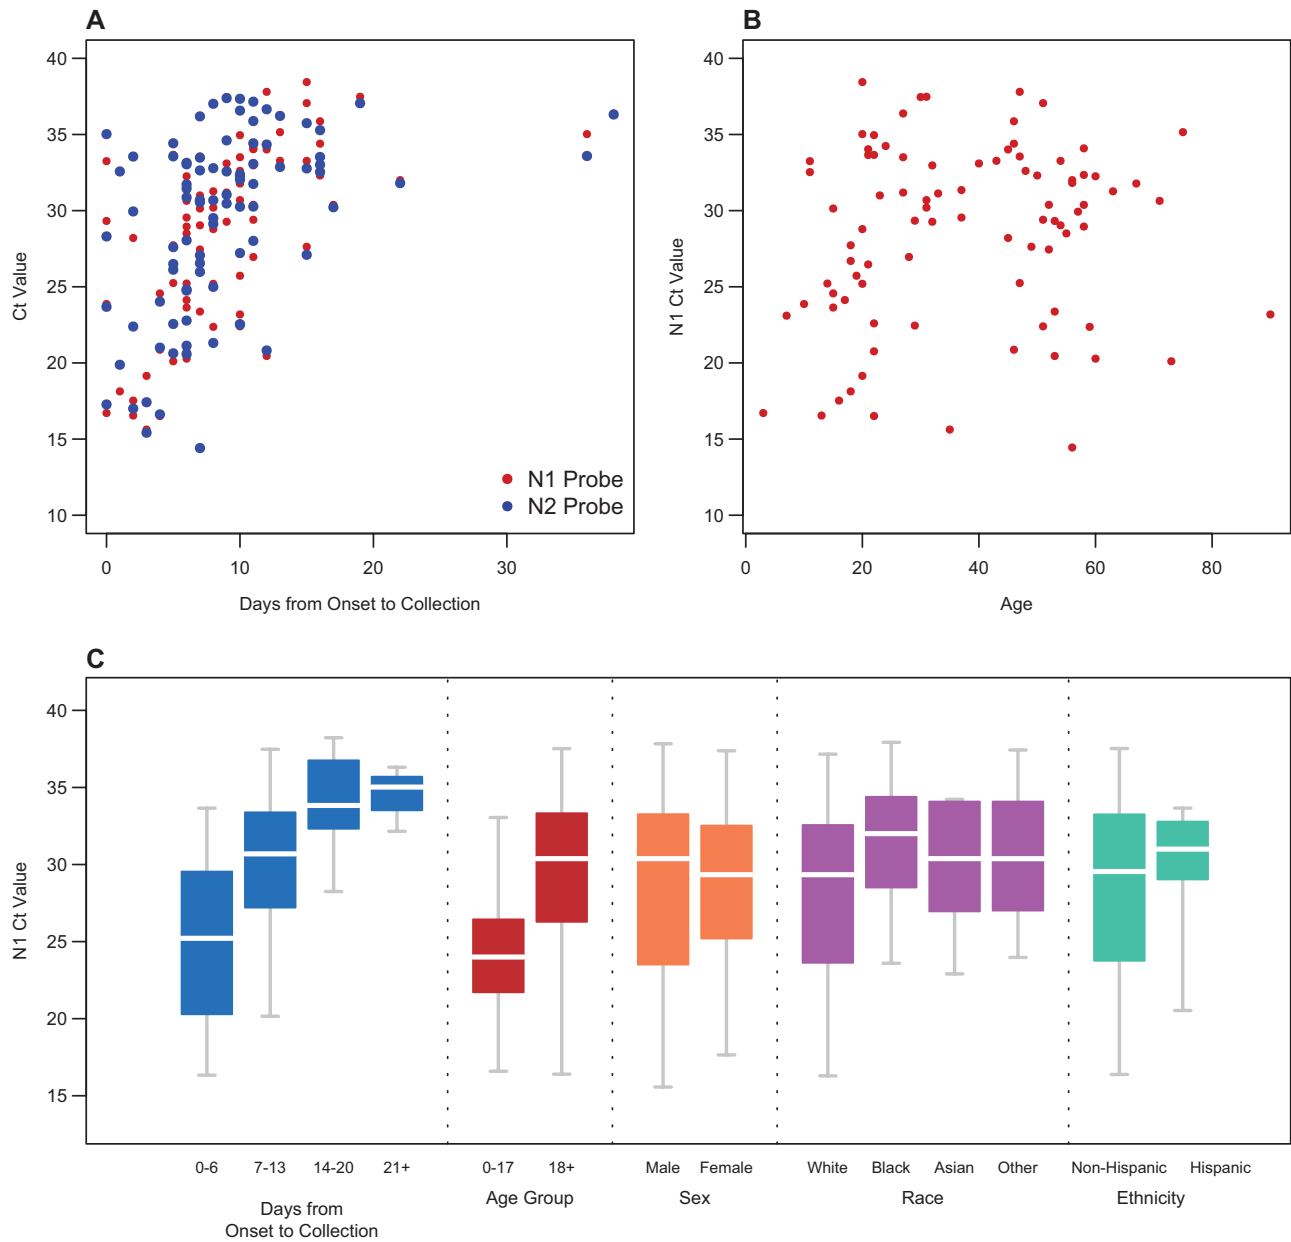 A
B
40
35
30
25
20
15
10
Ct Value
N1 Probe
N2 Probe
0
10
20
30
Days from Onset to Collection
40
35
30
25
20
15
10
N1 Ct Value
0
20
40
60
80
Age
C
40
35
30
25
20
15
N1 Ct Value
0-6
7-13
14-20
21+
0-17
18+
Male
Female
White
Black
Asian
Other
Non-Hispanic
Hispanic
Days from
Onset to Collection
Age Group
Sex
Race
Ethnicity